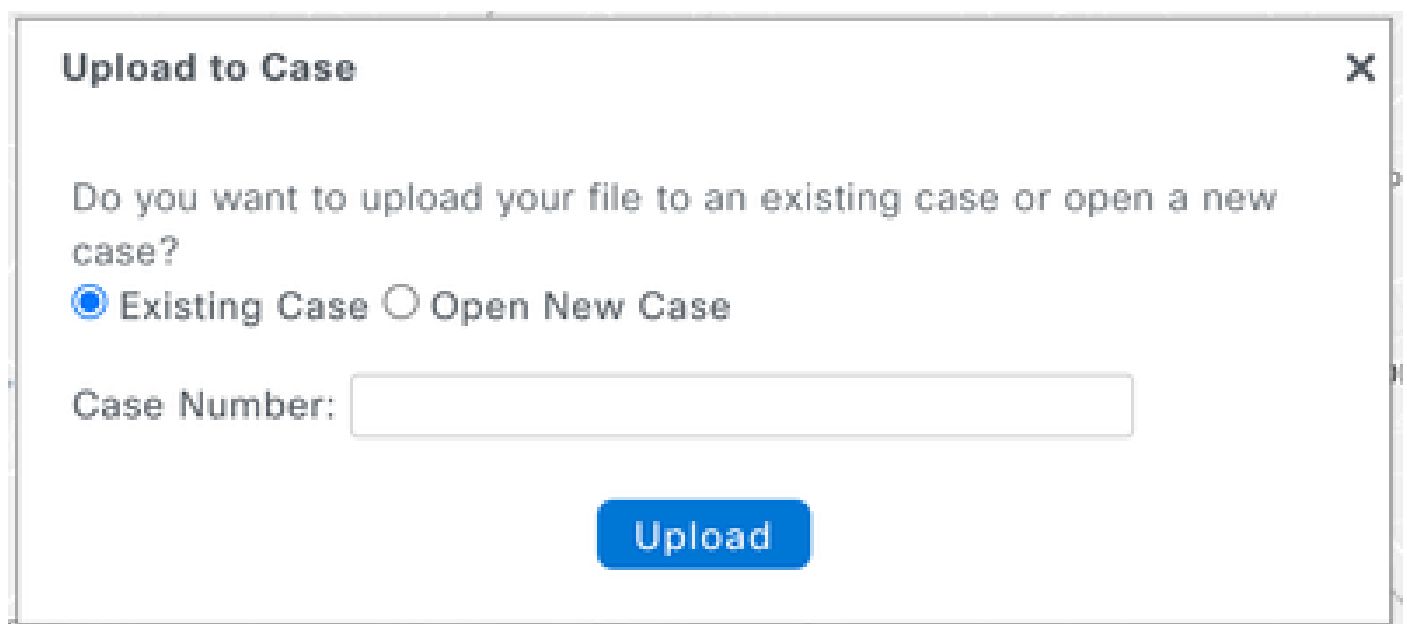 Upload to Case
Do you want to upload your file to an existing case or open a new
case?
Existing Case Open New Case
Case Number:
Upload